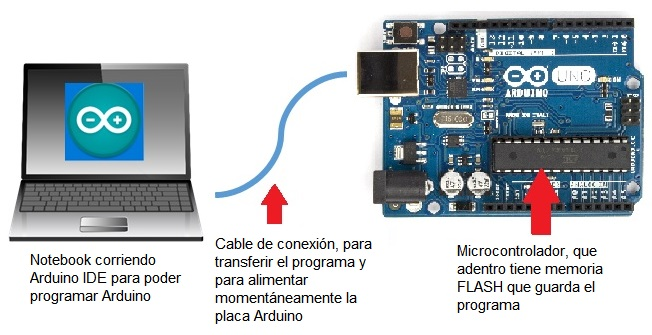 ARDUINO
UNO
Notebook corriendo
Arduino IDE para poder
programar Arduino
Cable de conexión, para
transferir el programa y
para alimentar
momentáneamente la
placa Arduino
Microcontrolador, que
adentro tiene memoria
FLASH que guarda el
programa